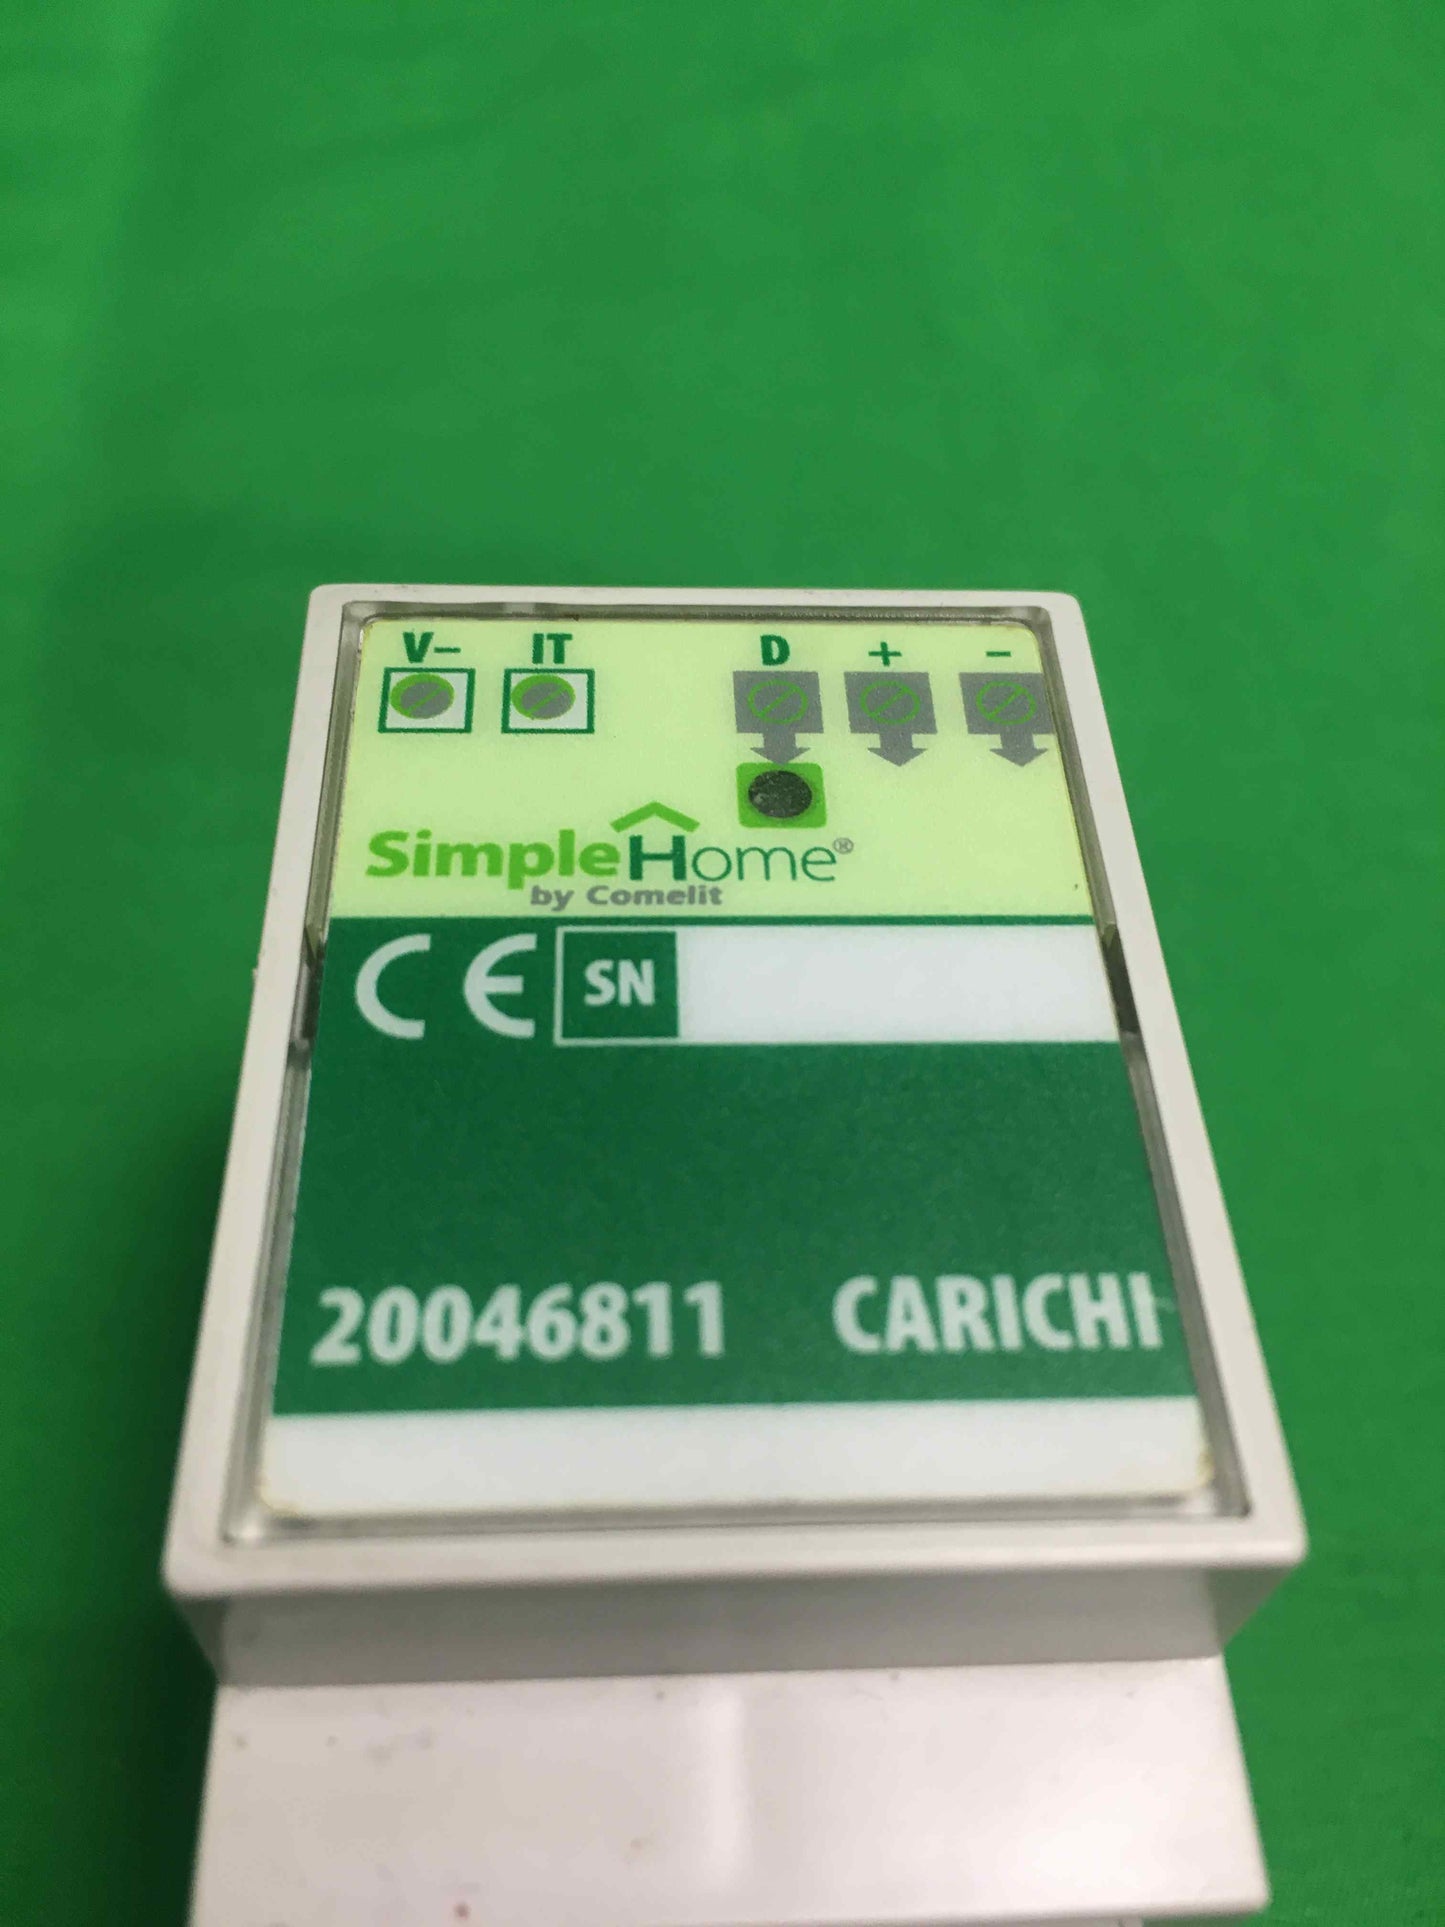 V– IT D + –
SimpleHome®
by Comelit
CE SN
20046811 CARICHI